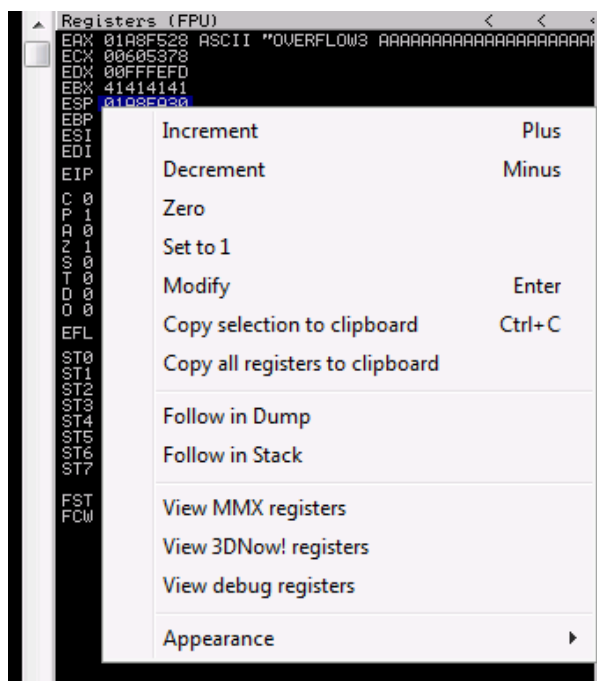 Registers (FPU) < < <
EAX 01A8F528 ASCII "OVERFLOW3 AAAAAAAAAAAAAAAAAAAAAA
ECX 00605378
EDX 00FFFEFD
EBX 41414141
ESP 01A8FA30
EBP
ESI
EDI
EIP
C 0
P 1
A 0
Z 1
S 0
T 0
D 0
O 0
EFL
ST0
ST1
ST2
ST3
ST4
ST5
ST6
ST7
FST
FCW
Increment Plus
Decrement Minus
Zero
Set to 1
Modify Enter
Copy selection to clipboard Ctrl+C
Copy all registers to clipboard
Follow in Dump
Follow in Stack
View MMX registers
View 3DNow! registers
View debug registers
Appearance